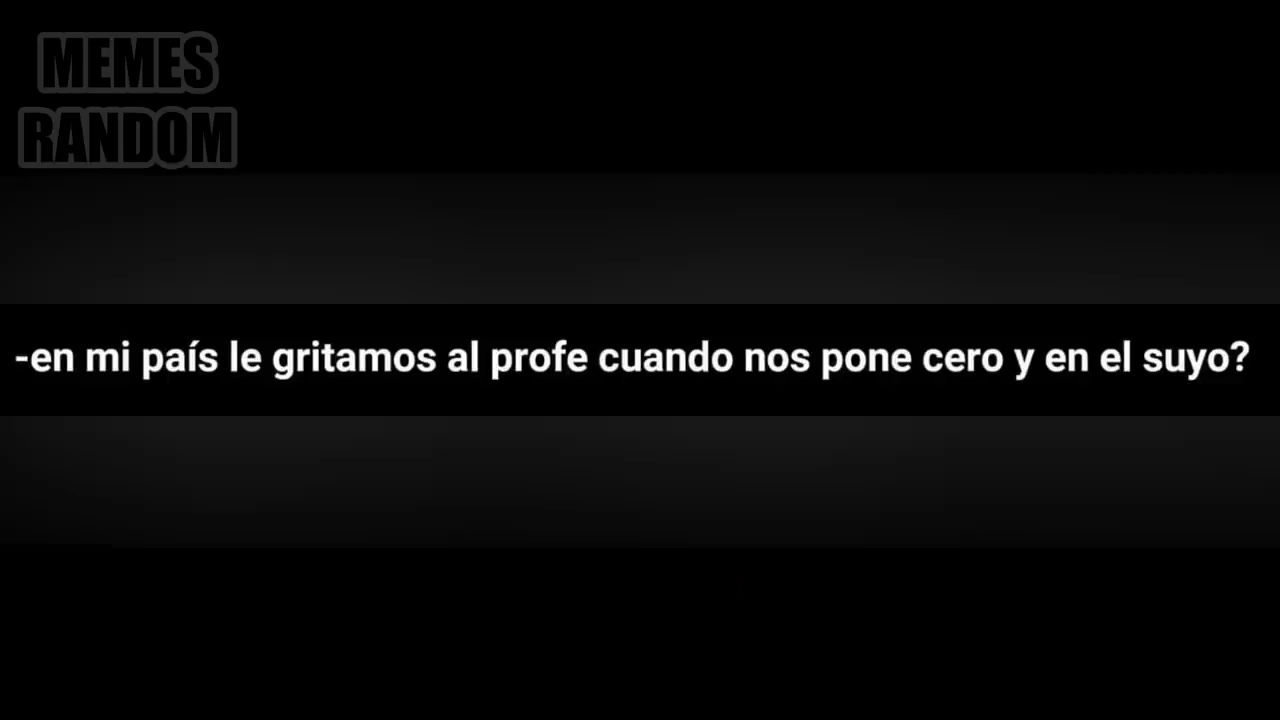 MEMES
RANDOM
-en mi país le gritamos al profe cuando nos pone cero y en el suyo?